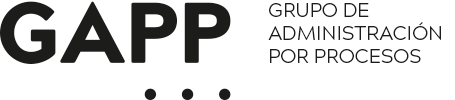 GAPP
GRUPO DE
ADMINISTRACIÓN
POR PROCESOS